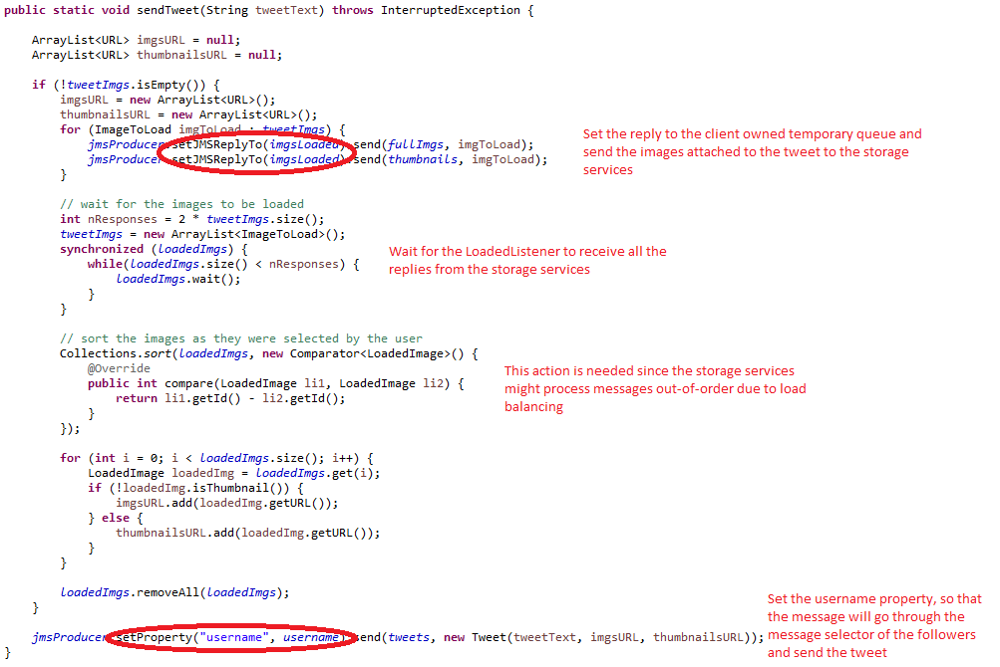 public static void sendTweet(String tweetText) throws InterruptedException {
ArrayList<URL> imgsURL = null;
ArrayList<URL> thumbnailsURL = null;
if (!tweetImgs.isEmpty()) {
imgsURL = new ArrayList<URL>();
thumbnailsURL = new ArrayList<URL>();
for (ImageToLoad imgToLoad : tweetImgs) {
jmsProducer.setJMSReplyTo(imgsLoaded).send(fullImgs, imgToLoad);
jmsProducer.setJMSReplyTo(imgsLoaded).send(thumbnails, imgToLoad);
}
Set the reply to the client owned temporary queue and
send the images attached to the tweet to the storage
services
// wait for the images to be loaded
int nResponses = 2 * tweetImgs.size();
tweetImgs = new ArrayList<ImageToLoad>();
synchronized (loadedImgs) {
while(loadedImgs.size() < nResponses) {
loadedImgs.wait();
}
}
Wait for the LoadedListener to receive all the
replies from the storage services
// sort the images as they were selected by the user
Collections.sort(loadedImgs, new Comparator<LoadedImage>() {
@Override
public int compare(LoadedImage li1, LoadedImage li2) {
return li1.getId() - li2.getId();
}
});
This action is needed since the storage services
might process messages out-of-order due to load
balancing
for (int i = 0; i < loadedImgs.size(); i++) {
LoadedImage loadedImg = loadedImgs.get(i);
if (!loadedImg.isThumbnail()) {
imgsURL.add(loadedImg.getURL());
} else {
thumbnailsURL.add(loadedImg.getURL());
}
}
loadedImgs.removeAll(loadedImgs);
}
jmsProducer.setProperty("username", username).send(tweets, new Tweet(tweetText, imgsURL, thumbnailsURL));
}
Set the username property, so that
the message will go through the
message selector of the followers
and send the tweet